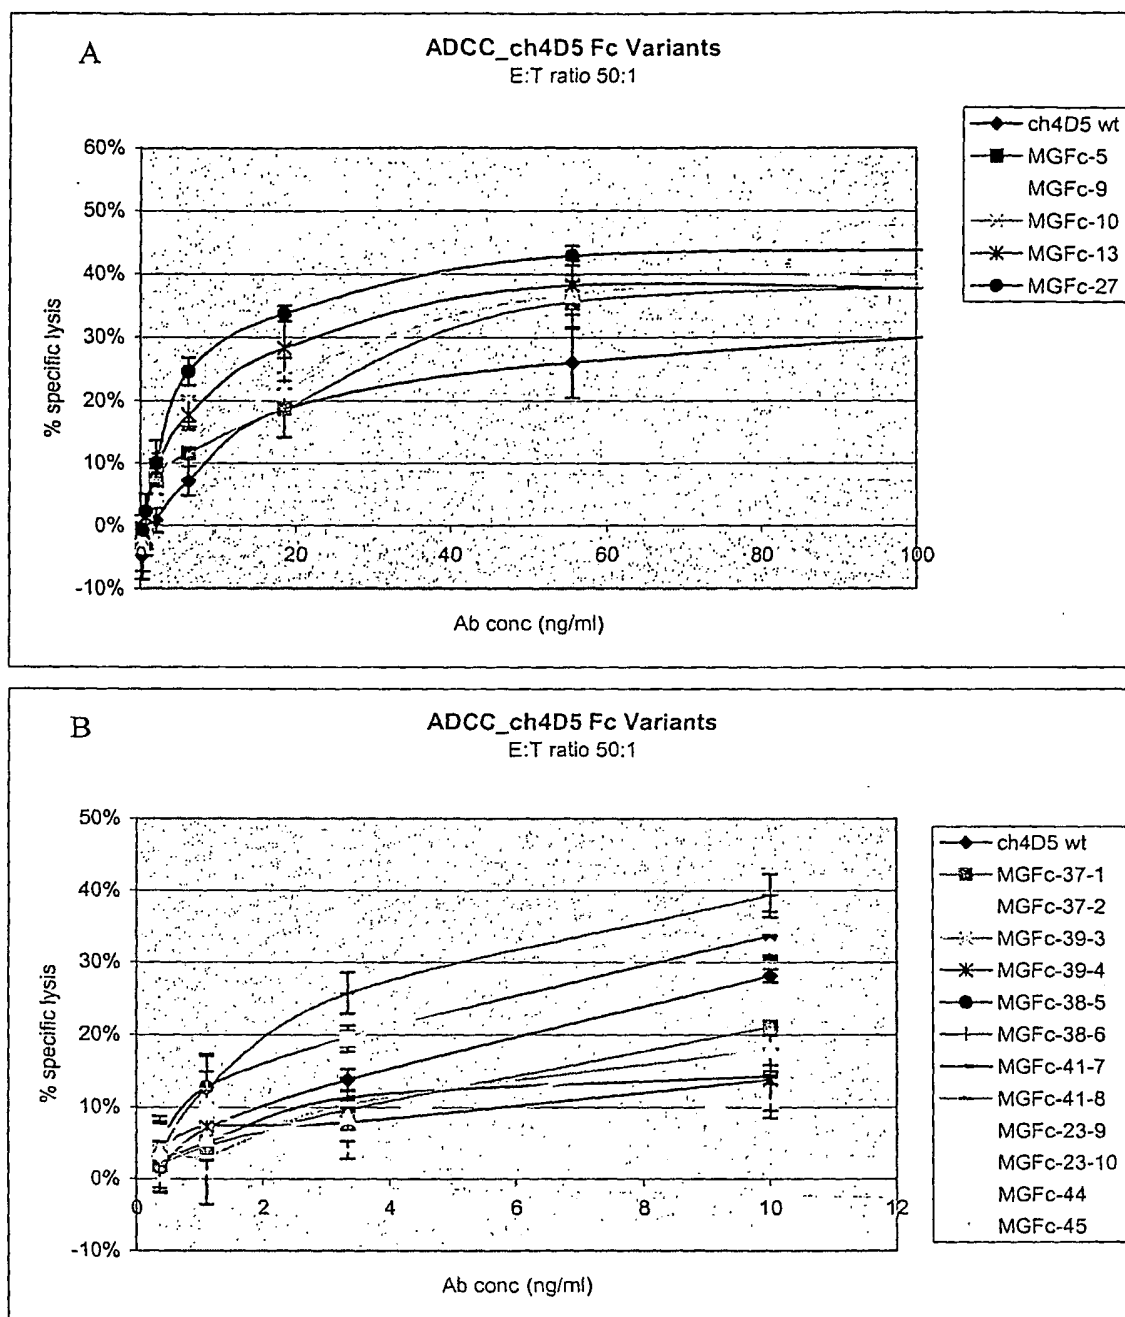 A
ADCC_ch4D5 Fc Variants
E:T ratio 50:1
60%
50%
40%
30%
20%
10%
0%
-10%
% specific lysis
0
20
40
60
80
100
Ab conc (ng/ml)
ch4D5 wt
MGFc-5
MGFc-9
MGFc-10
MGFc-13
MGFc-27
B
ADCC_ch4D5 Fc Variants
E:T ratio 50:1
50%
40%
30%
20%
10%
0%
-10%
% specific lysis
0
2
4
6
8
10
12
Ab conc (ng/ml)
ch4D5 wt
MGFc-37-1
MGFc-37-2
MGFc-39-3
MGFc-39-4
MGFc-38-5
MGFc-38-6
MGFc-41-7
MGFc-41-8
MGFc-23-9
MGFc-23-10
MGFc-44
MGFc-45